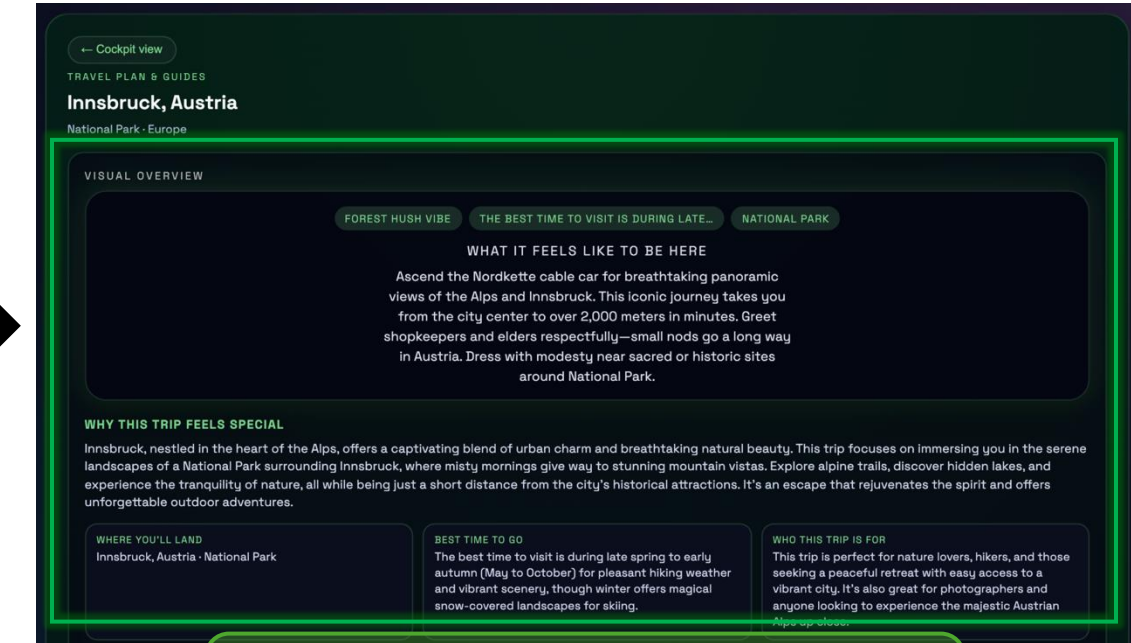 ← Cockpit view
TRAVEL PLAN & GUIDES
Innsbruck, Austria
National Park · Europe
VISUAL OVERVIEW
FOREST HUSH VIBE
THE BEST TIME TO VISIT IS DURING LATE…
NATIONAL PARK
WHAT IT FEELS LIKE TO BE HERE
Ascend the Nordkette cable car for breathtaking panoramic
views of the Alps and Innsbruck. This iconic journey takes you
from the city center to over 2,000 meters in minutes. Greet
shopkeepers and elders respectfully—small nods go a long way
in Austria. Dress with modesty near sacred or historic sites
around National Park.
WHY THIS TRIP FEELS SPECIAL
Innsbruck, nestled in the heart of the Alps, offers a captivating blend of urban charm and breathtaking natural beauty. This trip focuses on immersing you in the serene
landscapes of a National Park surrounding Innsbruck, where misty mornings give way to stunning mountain vistas. Explore alpine trails, discover hidden lakes, and
experience the tranquility of nature, all while being just a short distance from the city's historical attractions. It's an escape that rejuvenates the spirit and offers
unforgettable outdoor adventures.
WHERE YOU'LL LAND
Innsbruck, Austria · National Park
BEST TIME TO GO
The best time to visit is during late spring to early
autumn (May to October) for pleasant hiking weather
and vibrant scenery, though winter offers magical
snow-covered landscapes for skiing.
WHO THIS TRIP IS FOR
This trip is perfect for nature lovers, hikers, and those
seeking a peaceful retreat with easy access to a
vibrant city. It's also great for photographers and
anyone looking to experience the majestic Austrian
Alps up close.